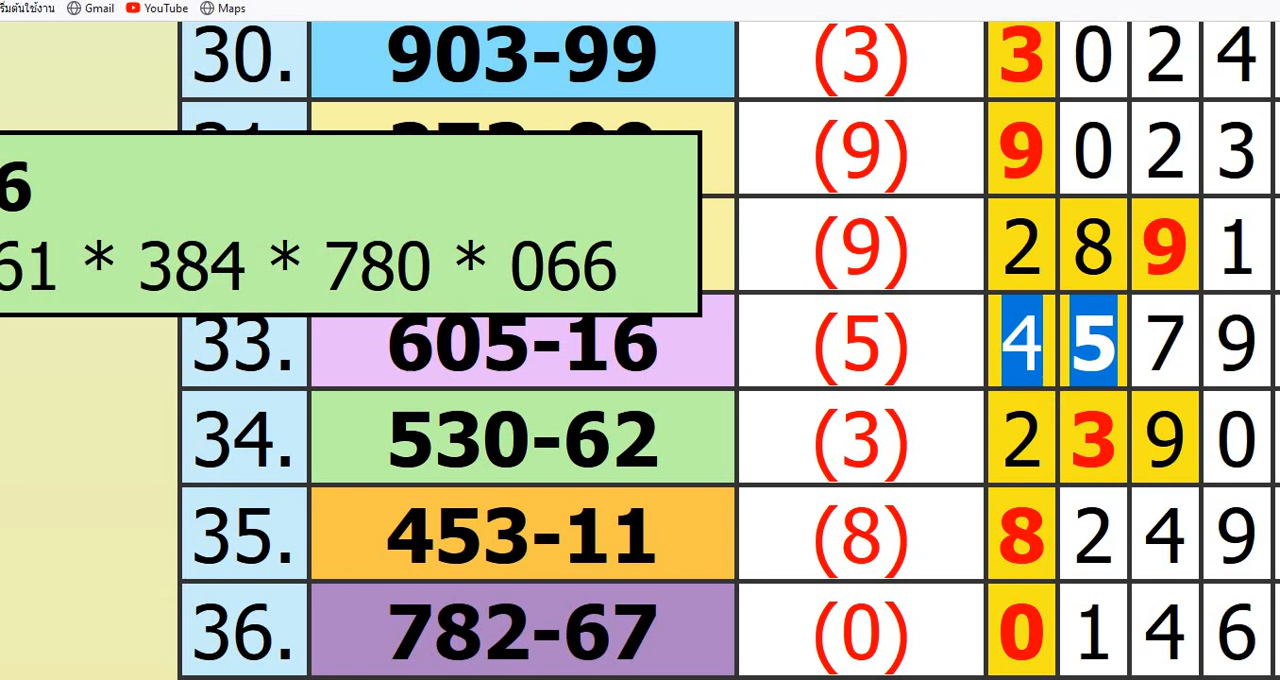 เริ่มต้นใช้งาน Gmail YouTube Maps
30. 903-99 (3) 3 0 2 4
(9) 9 0 2 3
6
61 * 384 * 780 * 066
(9) 2 8 9 1
33. 605-16 (5) 4 5 7 9
34. 530-62 (3) 2 3 9 0
35. 453-11 (8) 8 2 4 9
36. 782-67 (0) 0 1 4 6